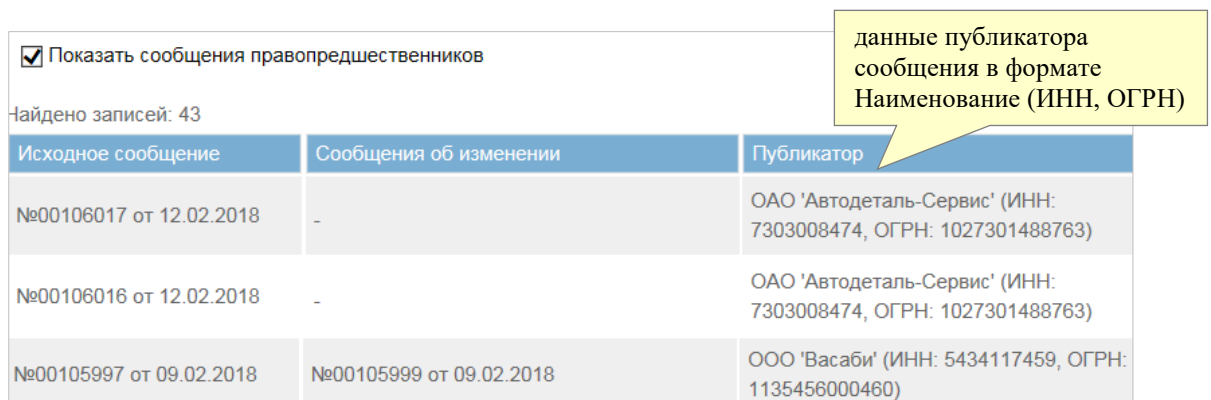 данные публикатора
сообщения в формате
Наименование (ИНН, ОГРН)
Показать сообщения правопредшественников
Найдено записей: 43
Исходное сообщение Сообщения об изменении Публикатор
№00106017 от 12.02.2018 - ОАО 'Автодеталь-Сервис' (ИНН:
7303008474, ОГРН: 1027301488763)
№00106016 от 12.02.2018 - ОАО 'Автодеталь-Сервис' (ИНН:
7303008474, ОГРН: 1027301488763)
№00105997 от 09.02.2018 №00105999 от 09.02.2018 ООО 'Васаби' (ИНН: 5434117459, ОГРН:
1135456000460)